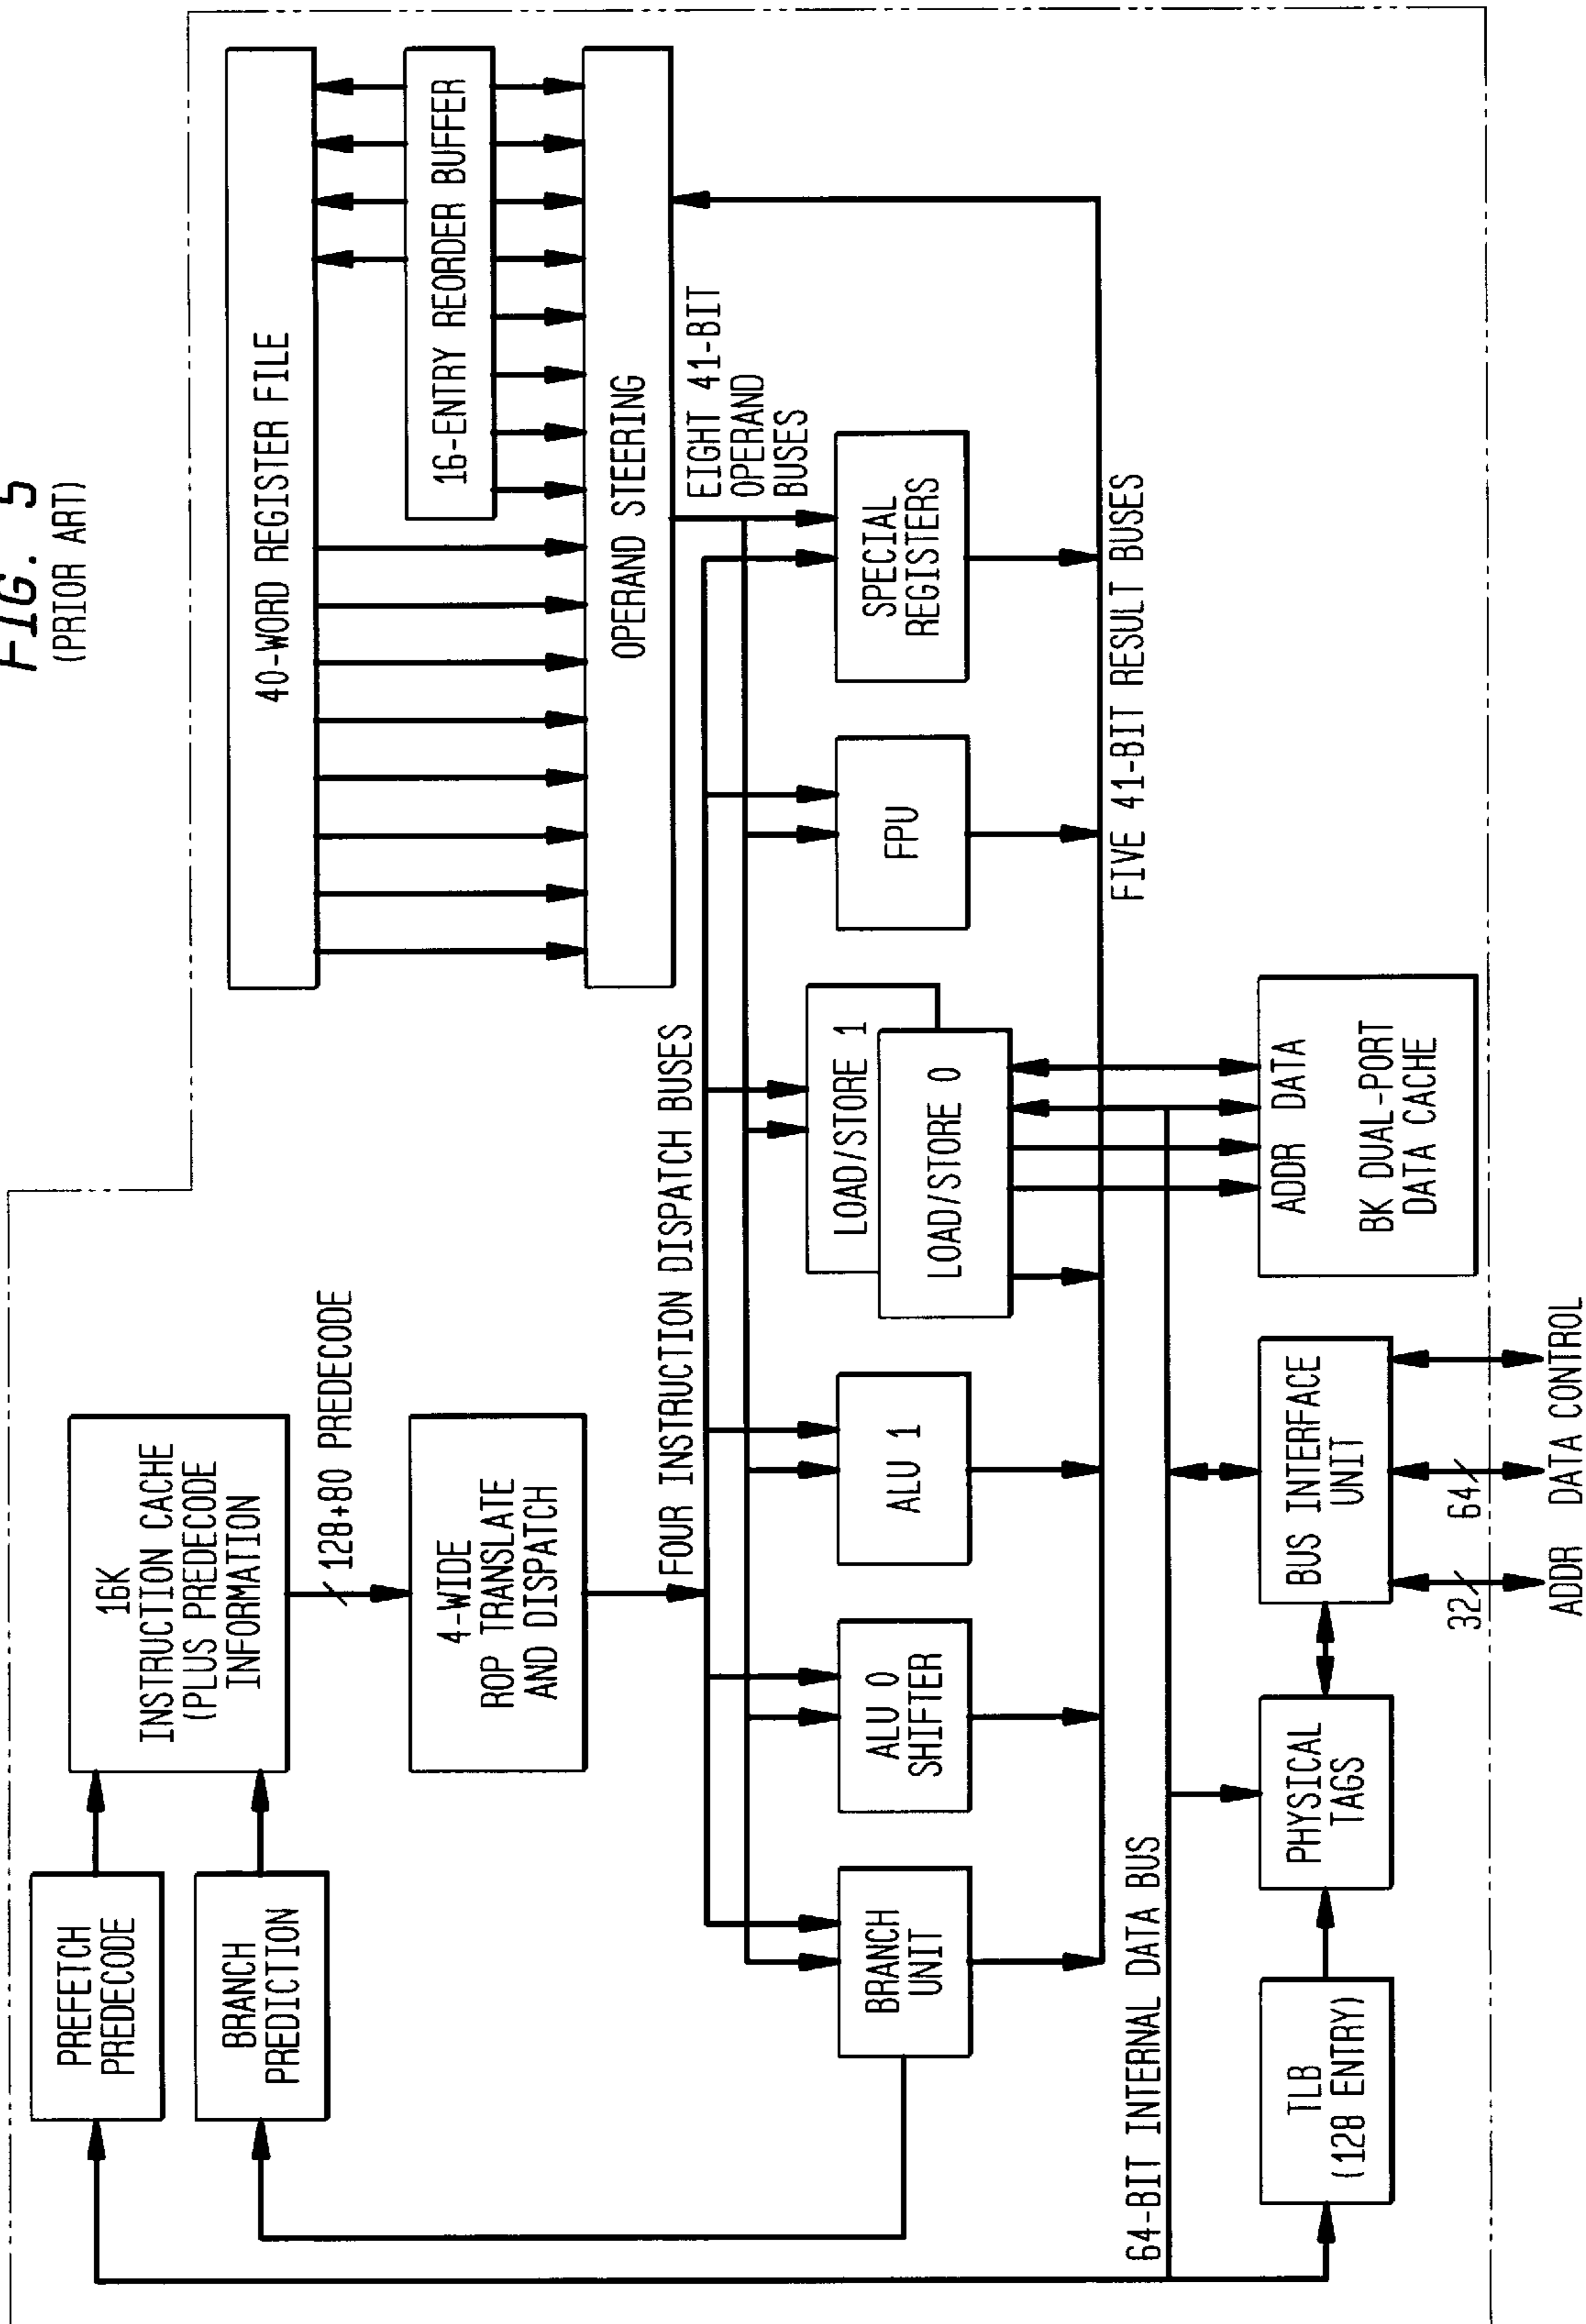 FIG. 5
(PRIOR ART)
PREFETCH
PREDECODE
BRANCH
PREDICTION
16K
INSTRUCTION CACHE
(PLUS PREDECODE
INFORMATION
128+80 PREDECODE
4-WIDE
ROP TRANSLATE
AND DISPATCH
40-WORD REGISTER FILE
16-ENTRY REORDER BUFFER
OPERAND STEERING
FOUR INSTRUCTION DISPATCH BUSES
EIGHT 41-BIT
OPERAND
BUSES
BRANCH
UNIT
ALU 0
SHIFTER
ALU 1
LOAD/STORE 1
LOAD/STORE 0
FPU
SPECIAL
REGISTERS
FIVE 41-BIT RESULT BUSES
64-BIT INTERNAL DATA BUS
TLB
(128 ENTRY)
PHYSICAL
TAGS
BUS INTERFACE
UNIT
ADDR DATA
8K DUAL-PORT
DATA CACHE
32
64
ADDR DATA CONTROL